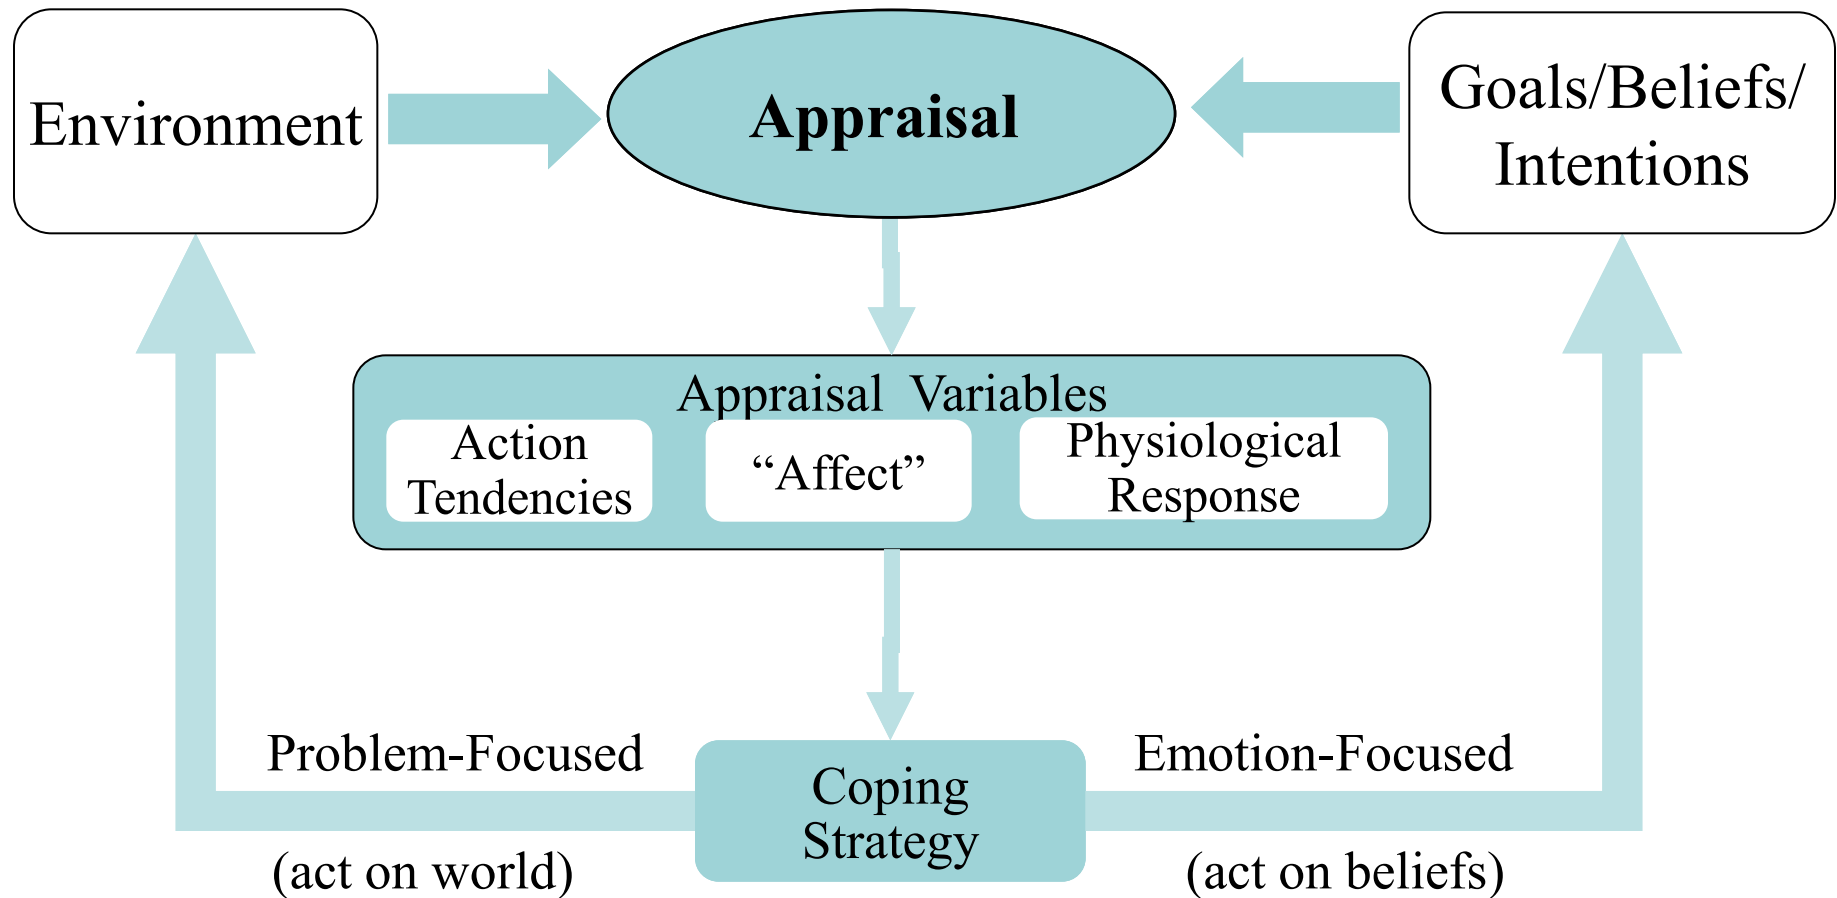 Environment
Appraisal
Goals/Beliefs/
Intentions
Appraisal Variables
Action
Tendencies
“Affect”
Physiological
Response
Problem-Focused
(act on world)
Coping
Strategy
Emotion-Focused
(act on beliefs)